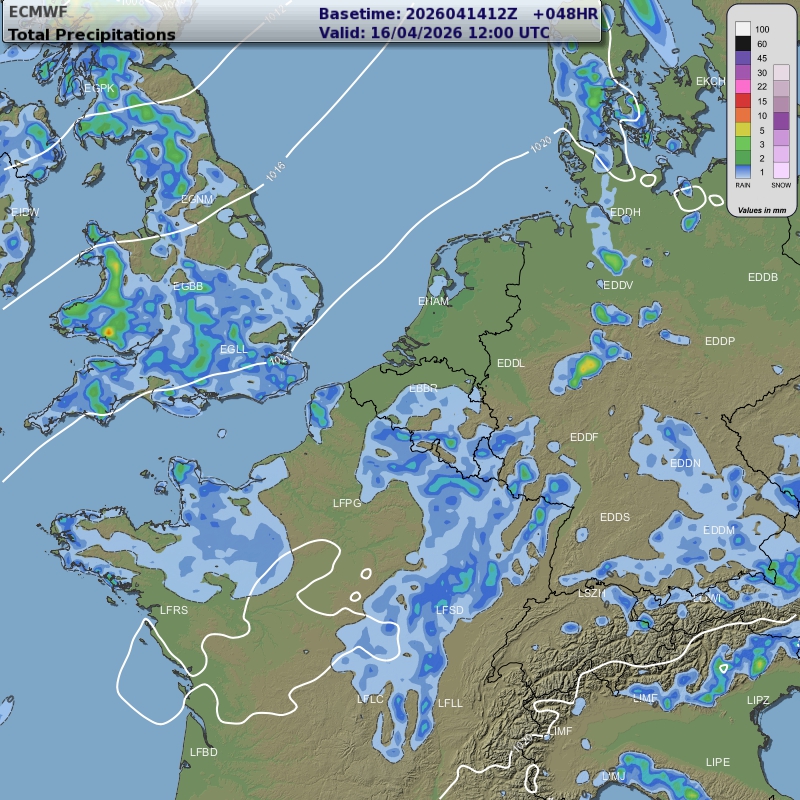 ECMWF
Basetime: 2026041412Z +048HR
Total Precipitations
Valid: 16/04/2026 12:00 UTC
100
60
45
30
22
15
10
5
3
2
1
RAIN SNOW
Values in mm
EGPK
EKCH
1016
1020
EIDW
EGNM
1016
EDDH
EGBB
EDDV
EDDB
EHAM
EDDP
EGLL
EDDL
EBBR
EDDF
EDDN
LFPG
EDDS
EDDM
LFRS
LFSD
LSZH
LOWI
LFLC
LFLL
LIMF
LIPZ
LIMF
LFBD
LIPE
LIMJ